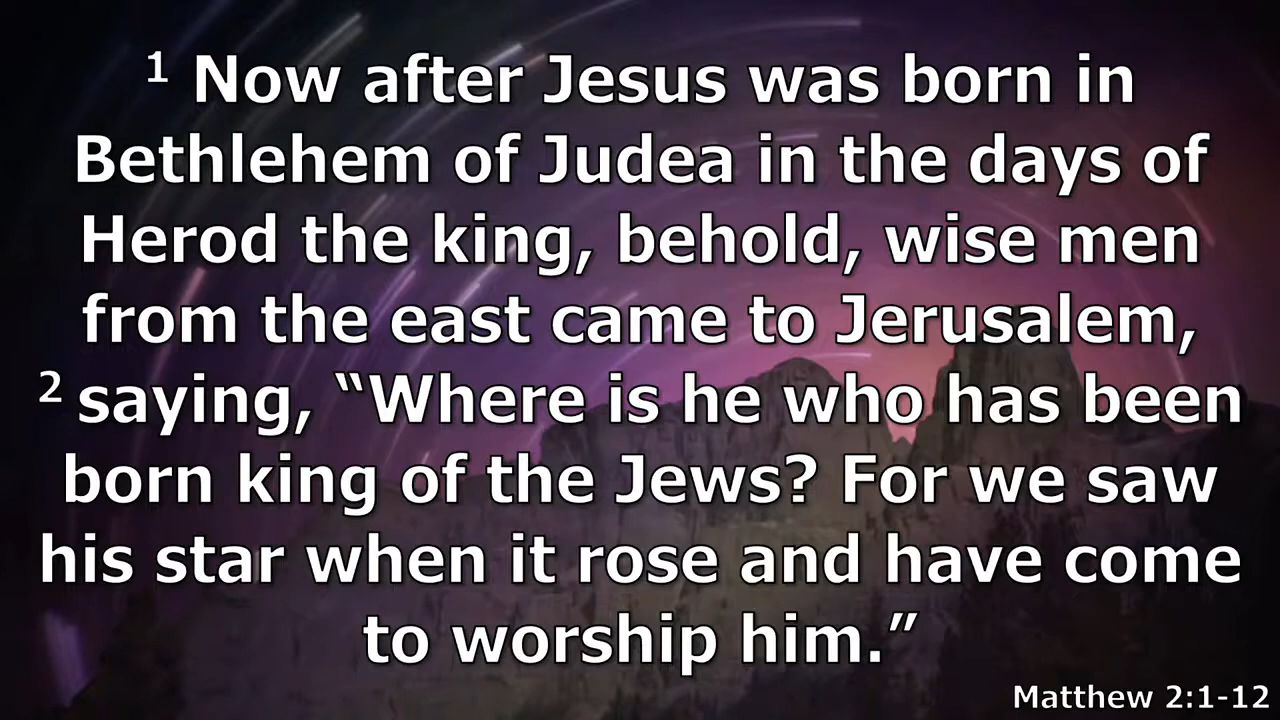 1 Now after Jesus was born in
Bethlehem of Judea in the days of
Herod the king, behold, wise men
from the east came to Jerusalem,
2 saying, “Where is he who has been
born king of the Jews? For we saw
his star when it rose and have come
to worship him.”
Matthew 2:1-12